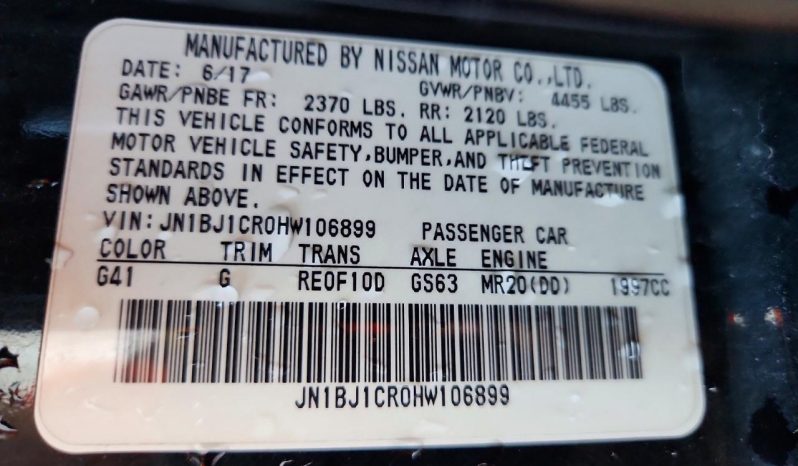 MANUFACTURED BY NISSAN MOTOR CO.,LTD.
DATE: 6/17 GVWR/PNBV: 4455 LBS.
GAWR/PNBE FR: 2370 LBS. RR: 2120 LBS.
THIS VEHICLE CONFORMS TO ALL APPLICABLE FEDERAL
MOTOR VEHICLE SAFETY,BUMPER,AND THEFT PREVENTION
STANDARDS IN EFFECT ON THE DATE OF MANUFACTURE
SHOWN ABOVE.
VIN: JN1BJ1CR0HW106899 PASSENGER CAR
COLOR TRIM TRANS AXLE ENGINE
G41 G RE0F10D GS63 MR20(DD) 1997CC
JN1BJ1CR0HW106899